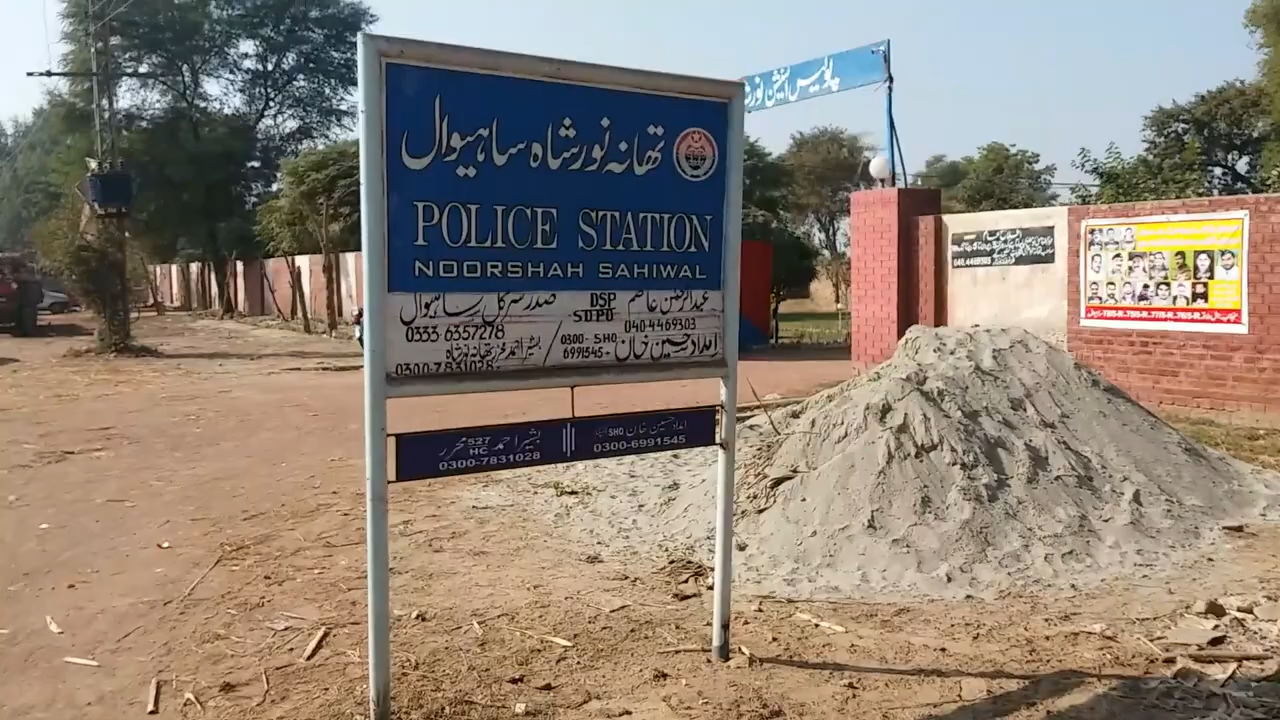 تھانہ نورشاہ ساہیوال
POLICE STATION
NOORSHAH SAHIWAL
عبدالرحمٰن عاصم DSP SDPO صدر سرکل ساہیوال
040-4469303
0333-6357278
امداد حسین خان SHO 0300-6991545 / بشیر احمد محرر تھانہ نورشاہ
0300-7831028
امداد حسین خان SHO
0300-6991545
بشیر احمد 527 HC محرر
0300-7831028
پولیس اسٹیشن
040.4469303